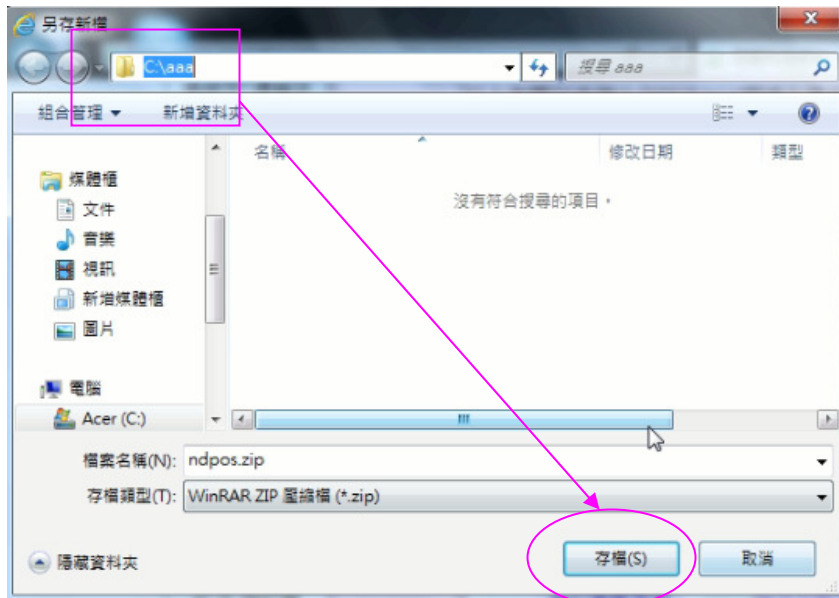 另存新檔
C:\aaa
搜尋 aaa
組合管理
新增資料夾
名稱
修改日期
類型
沒有符合搜尋的項目。
媒體櫃
文件
音樂
視訊
新增媒體櫃
圖片
電腦
Acer (C:)
檔案名稱(N): ndpos.zip
存檔類型(T): WinRAR ZIP 壓縮檔 (*.zip)
隱藏資料夾
存檔(S)
取消